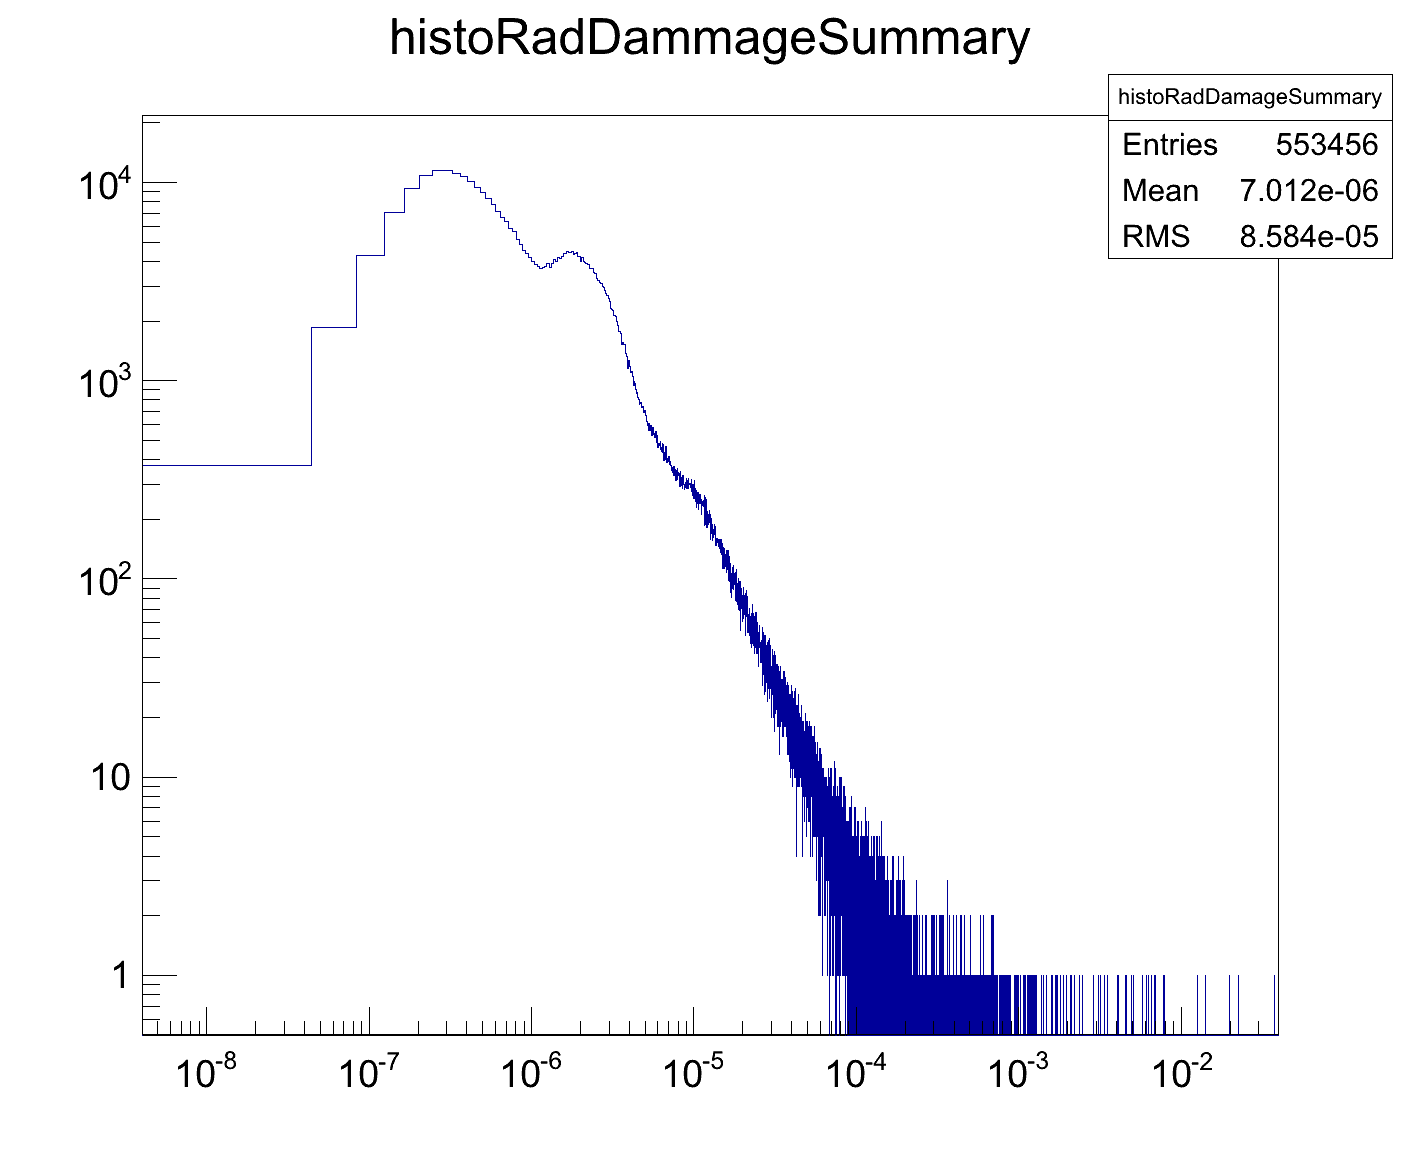 histoRadDammageSummary
histoRadDamageSummary
Entries 553456
Mean 7.012e-06
RMS 8.584e-05
10^4
10^3
10^2
10
1
10^-8 10^-7 10^-6 10^-5 10^-4 10^-3 10^-2